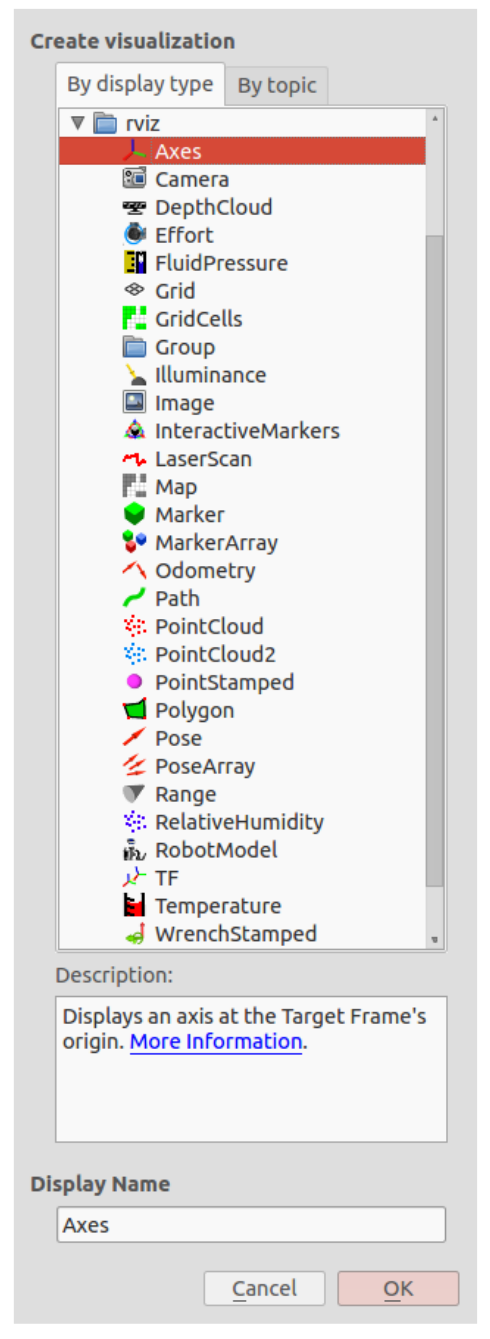 Create visualization
By display type By topic
rviz
Axes
Camera
DepthCloud
Effort
FluidPressure
Grid
GridCells
Group
Illuminance
Image
InteractiveMarkers
LaserScan
Map
Marker
MarkerArray
Odometry
Path
PointCloud
PointCloud2
PointStamped
Polygon
Pose
PoseArray
Range
RelativeHumidity
RobotModel
TF
Temperature
WrenchStamped
Description:
Displays an axis at the Target Frame's
origin. More Information.
Display Name
Axes
Cancel OK